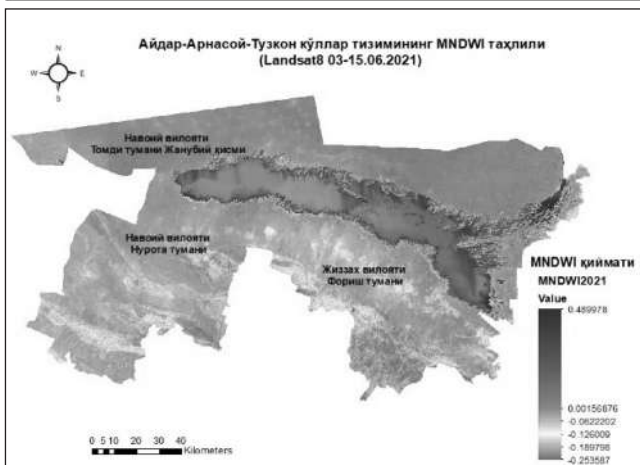 Айдар-Арнасой-Тузкон кўллар тизимининг MNDWI таҳлили
(Landsat8 03-15.06.2021)
N
W E
S
Навоий вилояти
Томди тумани Жанубий қисми
Навоий вилояти
Нурота тумани
Жиззах вилояти
Фориш тумани
MNDWI қиймати
MNDWI2021
Value
0.489978
0.00156876
-0.0622202
-0.126009
-0.189798
-0.253587
0 5 10 20 30 40
Kilometers